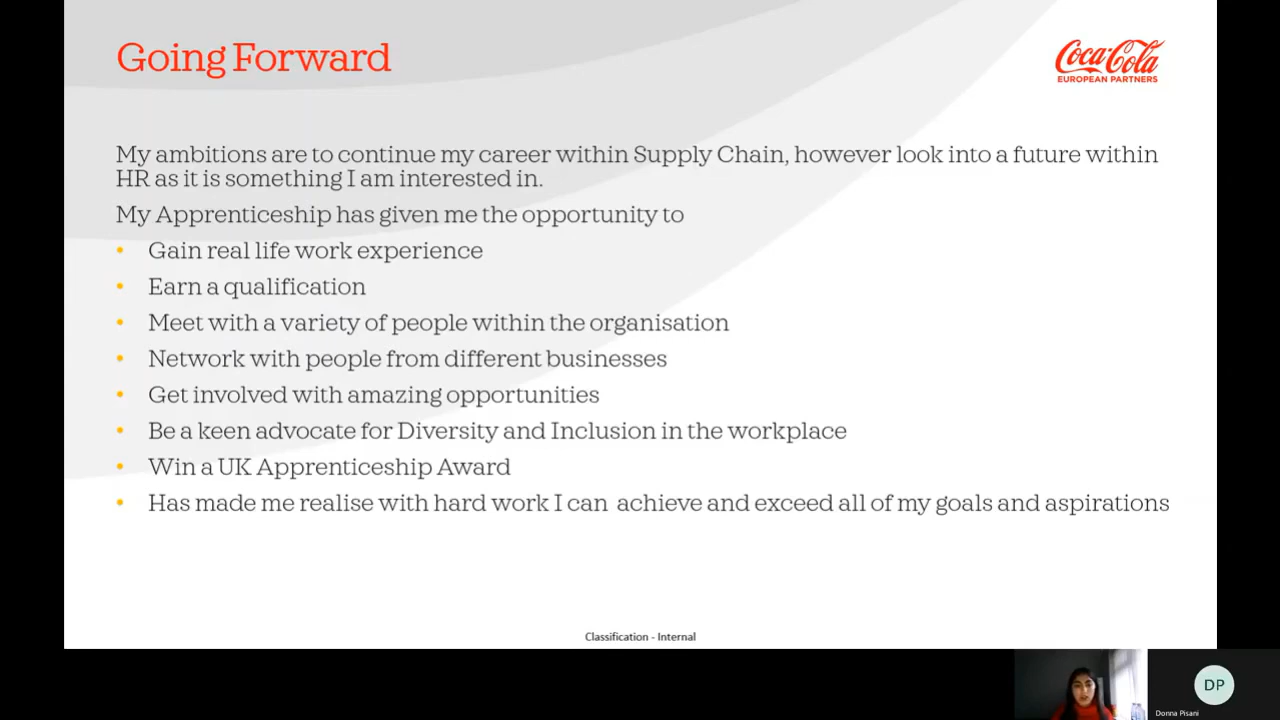 Going Forward
Coca-Cola
EUROPEAN PARTNERS
My ambitions are to continue my career within Supply Chain, however look into a future within
HR as it is something I am interested in.
My Apprenticeship has given me the opportunity to
• Gain real life work experience
• Earn a qualification
• Meet with a variety of people within the organisation
• Network with people from different businesses
• Get involved with amazing opportunities
• Be a keen advocate for Diversity and Inclusion in the workplace
• Win a UK Apprenticeship Award
• Has made me realise with hard work I can  achieve and exceed all of my goals and aspirations
Classification - Internal
DP
Donna Pisani